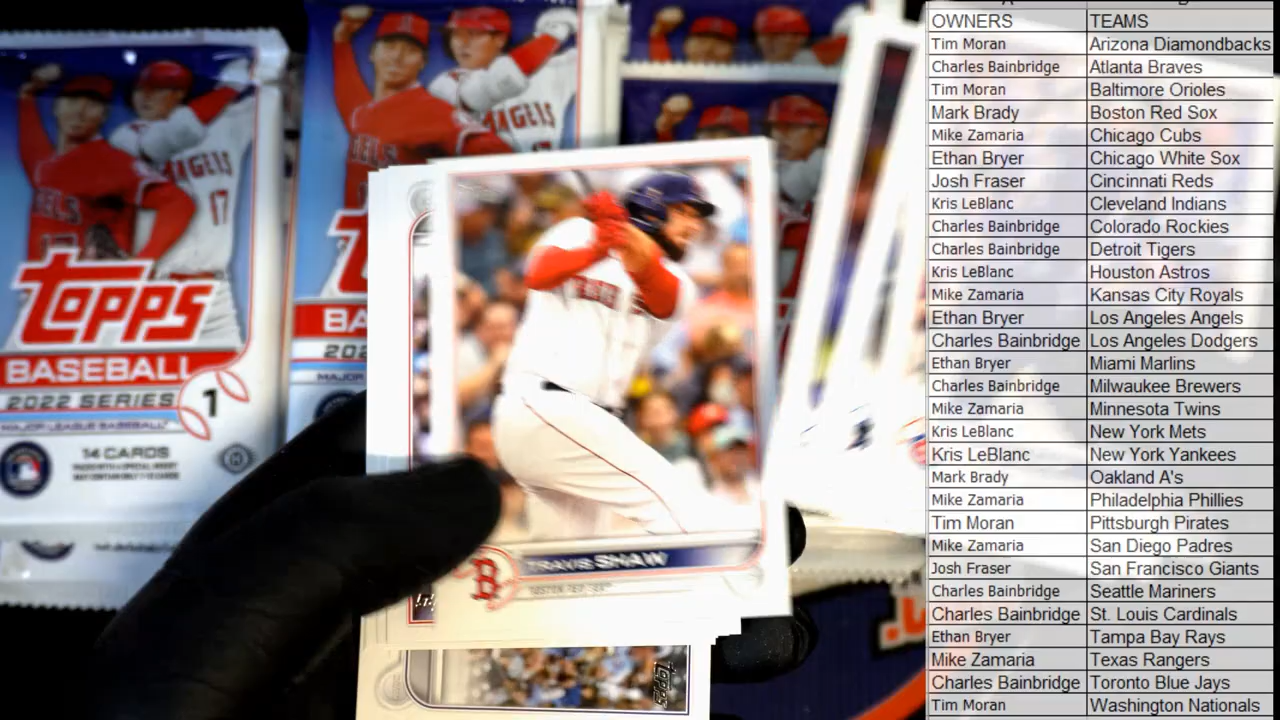 OWNERS TEAMS
Tim Moran Arizona Diamondbacks
Charles Bainbridge Atlanta Braves
Tim Moran Baltimore Orioles
Mark Brady Boston Red Sox
Mike Zamaria Chicago Cubs
Ethan Bryer Chicago White Sox
Josh Fraser Cincinnati Reds
Kris LeBlanc Cleveland Indians
Charles Bainbridge Colorado Rockies
Charles Bainbridge Detroit Tigers
Kris LeBlanc Houston Astros
Mike Zamaria Kansas City Royals
Ethan Bryer Los Angeles Angels
Charles Bainbridge Los Angeles Dodgers
Ethan Bryer Miami Marlins
Charles Bainbridge Milwaukee Brewers
Mike Zamaria Minnesota Twins
Kris LeBlanc New York Mets
Kris LeBlanc New York Yankees
Mark Brady Oakland A's
Mike Zamaria Philadelphia Phillies
Tim Moran Pittsburgh Pirates
Mike Zamaria San Diego Padres
Josh Fraser San Francisco Giants
Charles Bainbridge Seattle Mariners
Charles Bainbridge St. Louis Cardinals
Ethan Bryer Tampa Bay Rays
Mike Zamaria Texas Rangers
Charles Bainbridge Toronto Blue Jays
Tim Moran Washington Nationals
ANGELS
17
TOPPS
BASEBALL
2022 SERIES 1
MAJOR LEAGUE BASEBALL
14 CARDS
ANGELS
BA
202
TRAVIS SHAW
BOSTON RED SOX
B
TOPPS